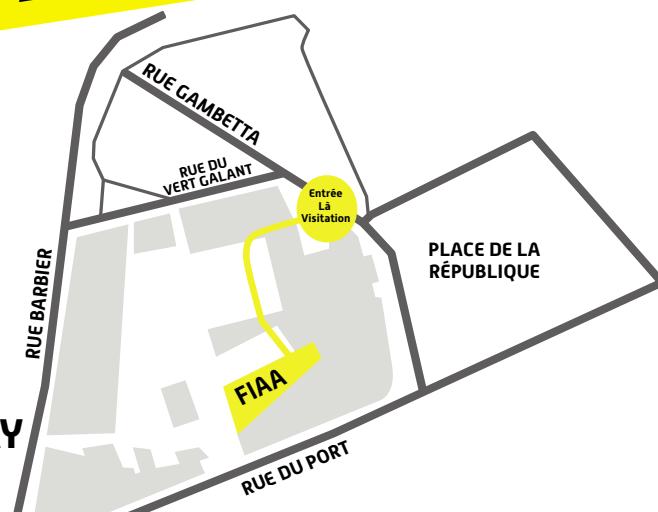 RUE GAMBETTA
RUE DU
VERT GALANT
Entrée
Là
Visitation
PLACE DE LA
RÉPUBLIQUE
RUE BARBIER
FIAA
Y
RUE DU PORT